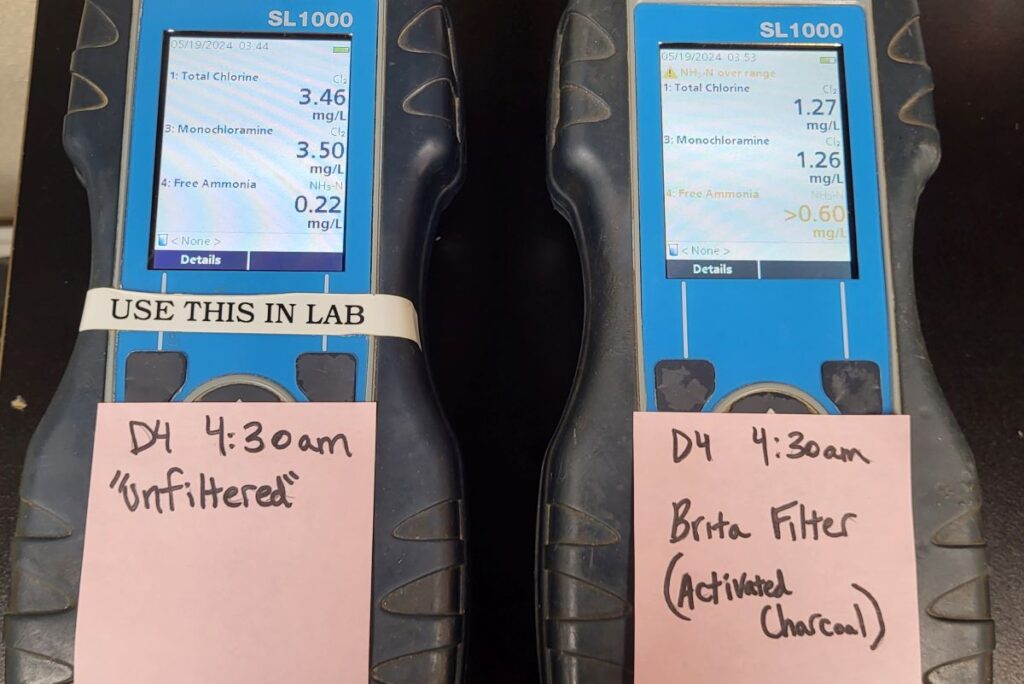 SL1000
05/19/2024 03:44
1: Total Chlorine
Cl₂
3.46
mg/L
3: Monochloramine
Cl₂
3.50
mg/L
4: Free Ammonia
NH₃-N
0.22
mg/L
< None >
Details
USE THIS IN LAB
D4 4:30am
"Unfiltered"
SL1000
05/19/2024 03:53
NH₃-N over range
1: Total Chlorine
Cl₂
1.27
mg/L
3: Monochloramine
Cl₂
1.26
mg/L
4: Free Ammonia
NH₃-N
>0.60
mg/L
< None >
Details
D4 4:30am
Brita Filter
(Activated
Charcoal)